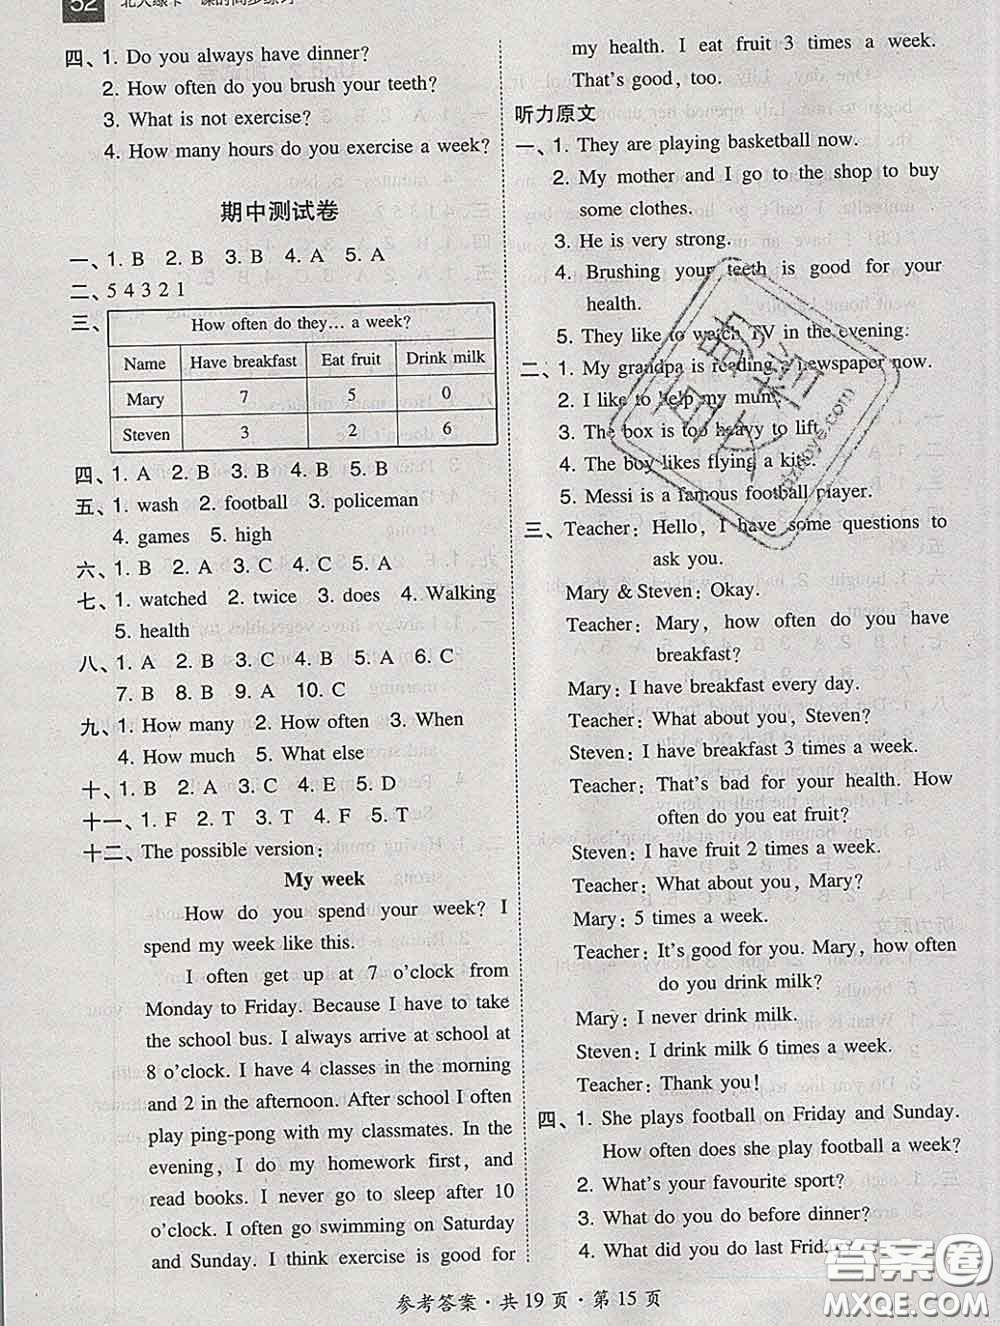 52 北大绿卡
四、1. Do you always have dinner?
2. How often do you brush your teeth?
3. What is not exercise?
4. How many hours do you exercise a week?
期中测试卷
一、1. B 2. B 3. B 4. A 5. A
二、5 4 3 2 1
三、
How often do they… a week?
Name Have breakfast Eat fruit Drink milk
Mary 7 5 0
Steven 3 2 6
四、1. A 2. B 3. B 4. B 5. B
五、1. wash 2. football 3. policeman
4. games 5. high
六、1. B 2. A 3. C 4. C 5. A
七、1. watched 2. twice 3. does 4. Walking
5. health
八、1. A 2. B 3. C 4. B 5. A 6. C
7. B 8. B 9. A 10. C
九、1. How many 2. How often 3. When
4. How much 5. What else
十、1. B 2. A 3. C 4. E 5. D
十一、1. F 2. T 3. T 4. F 5. T
十二、The possible version:
My week
How do you spend your week? I
spend my week like this.
I often get up at 7 o'clock from
Monday to Friday. Because I have to take
the school bus. I always arrive at school at
8 o'clock. I have 4 classes in the morning
and 2 in the afternoon. After school I often
play ping-pong with my classmates. In the
evening, I do my homework first, and
read books. I never go to sleep after 10
o'clock. I often go swimming on Saturday
and Sunday. I think exercise is good for
my health. I eat fruit 3 times a week.
That's good, too.
听力原文
一、1. They are playing basketball now.
2. My mother and I go to the shop to buy
some clothes.
3. He is very strong.
4. Brushing your teeth is good for your
health.
5. They like to watch TV in the evening.
二、1. My grandpa is reading a newspaper now.
2. I like to help my mum.
3. The box is too heavy to lift.
4. The boy likes flying a kite.
5. Messi is a famous football player.
三、Teacher: Hello, I have some questions to
ask you.
Mary & Steven: Okay.
Teacher: Mary, how often do you have
breakfast?
Mary: I have breakfast every day.
Teacher: What about you, Steven?
Steven: I have breakfast 3 times a week.
Teacher: That's bad for your health. How
often do you eat fruit?
Steven: I have fruit 2 times a week.
Teacher: What about you, Mary?
Mary: 5 times a week.
Teacher: It's good for you. Mary, how often
do you drink milk?
Mary: I never drink milk.
Steven: I drink milk 6 times a week.
Teacher: Thank you!
四、1. She plays football on Friday and Sunday.
How often does she play football a week?
2. What's your favourite sport?
3. What do you do before dinner?
4. What did you do last Friday
参考答案·共 19 页·第 15 页
答案圈
MXQE.COM